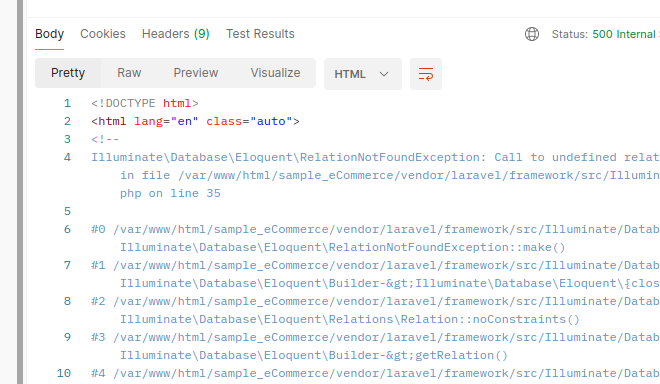 Body Cookies Headers (9) Test Results Status: 500 Internal
Pretty Raw Preview Visualize HTML
1 <!DOCTYPE html>
2 <html lang="en" class="auto">
3 <!--
4 Illuminate\Database\Eloquent\RelationNotFoundException: Call to undefined relat
in file /var/www/html/sample_eCommerce/vendor/laravel/framework/src/Illumin
php on line 35
5
6 #0 /var/www/html/sample_eCommerce/vendor/laravel/framework/src/Illuminate/Datab
Illuminate\Database\Eloquent\RelationNotFoundException::make()
7 #1 /var/www/html/sample_eCommerce/vendor/laravel/framework/src/Illuminate/Datab
Illuminate\Database\Eloquent\Builder-&gt;Illuminate\Database\Eloquent\{clos
8 #2 /var/www/html/sample_eCommerce/vendor/laravel/framework/src/Illuminate/Datab
Illuminate\Database\Eloquent\Relations\Relation::noConstraints()
9 #3 /var/www/html/sample_eCommerce/vendor/laravel/framework/src/Illuminate/Datab
Illuminate\Database\Eloquent\Builder-&gt;getRelation()
10 #4 /var/www/html/sample_eCommerce/vendor/laravel/framework/src/Illuminate/Datab